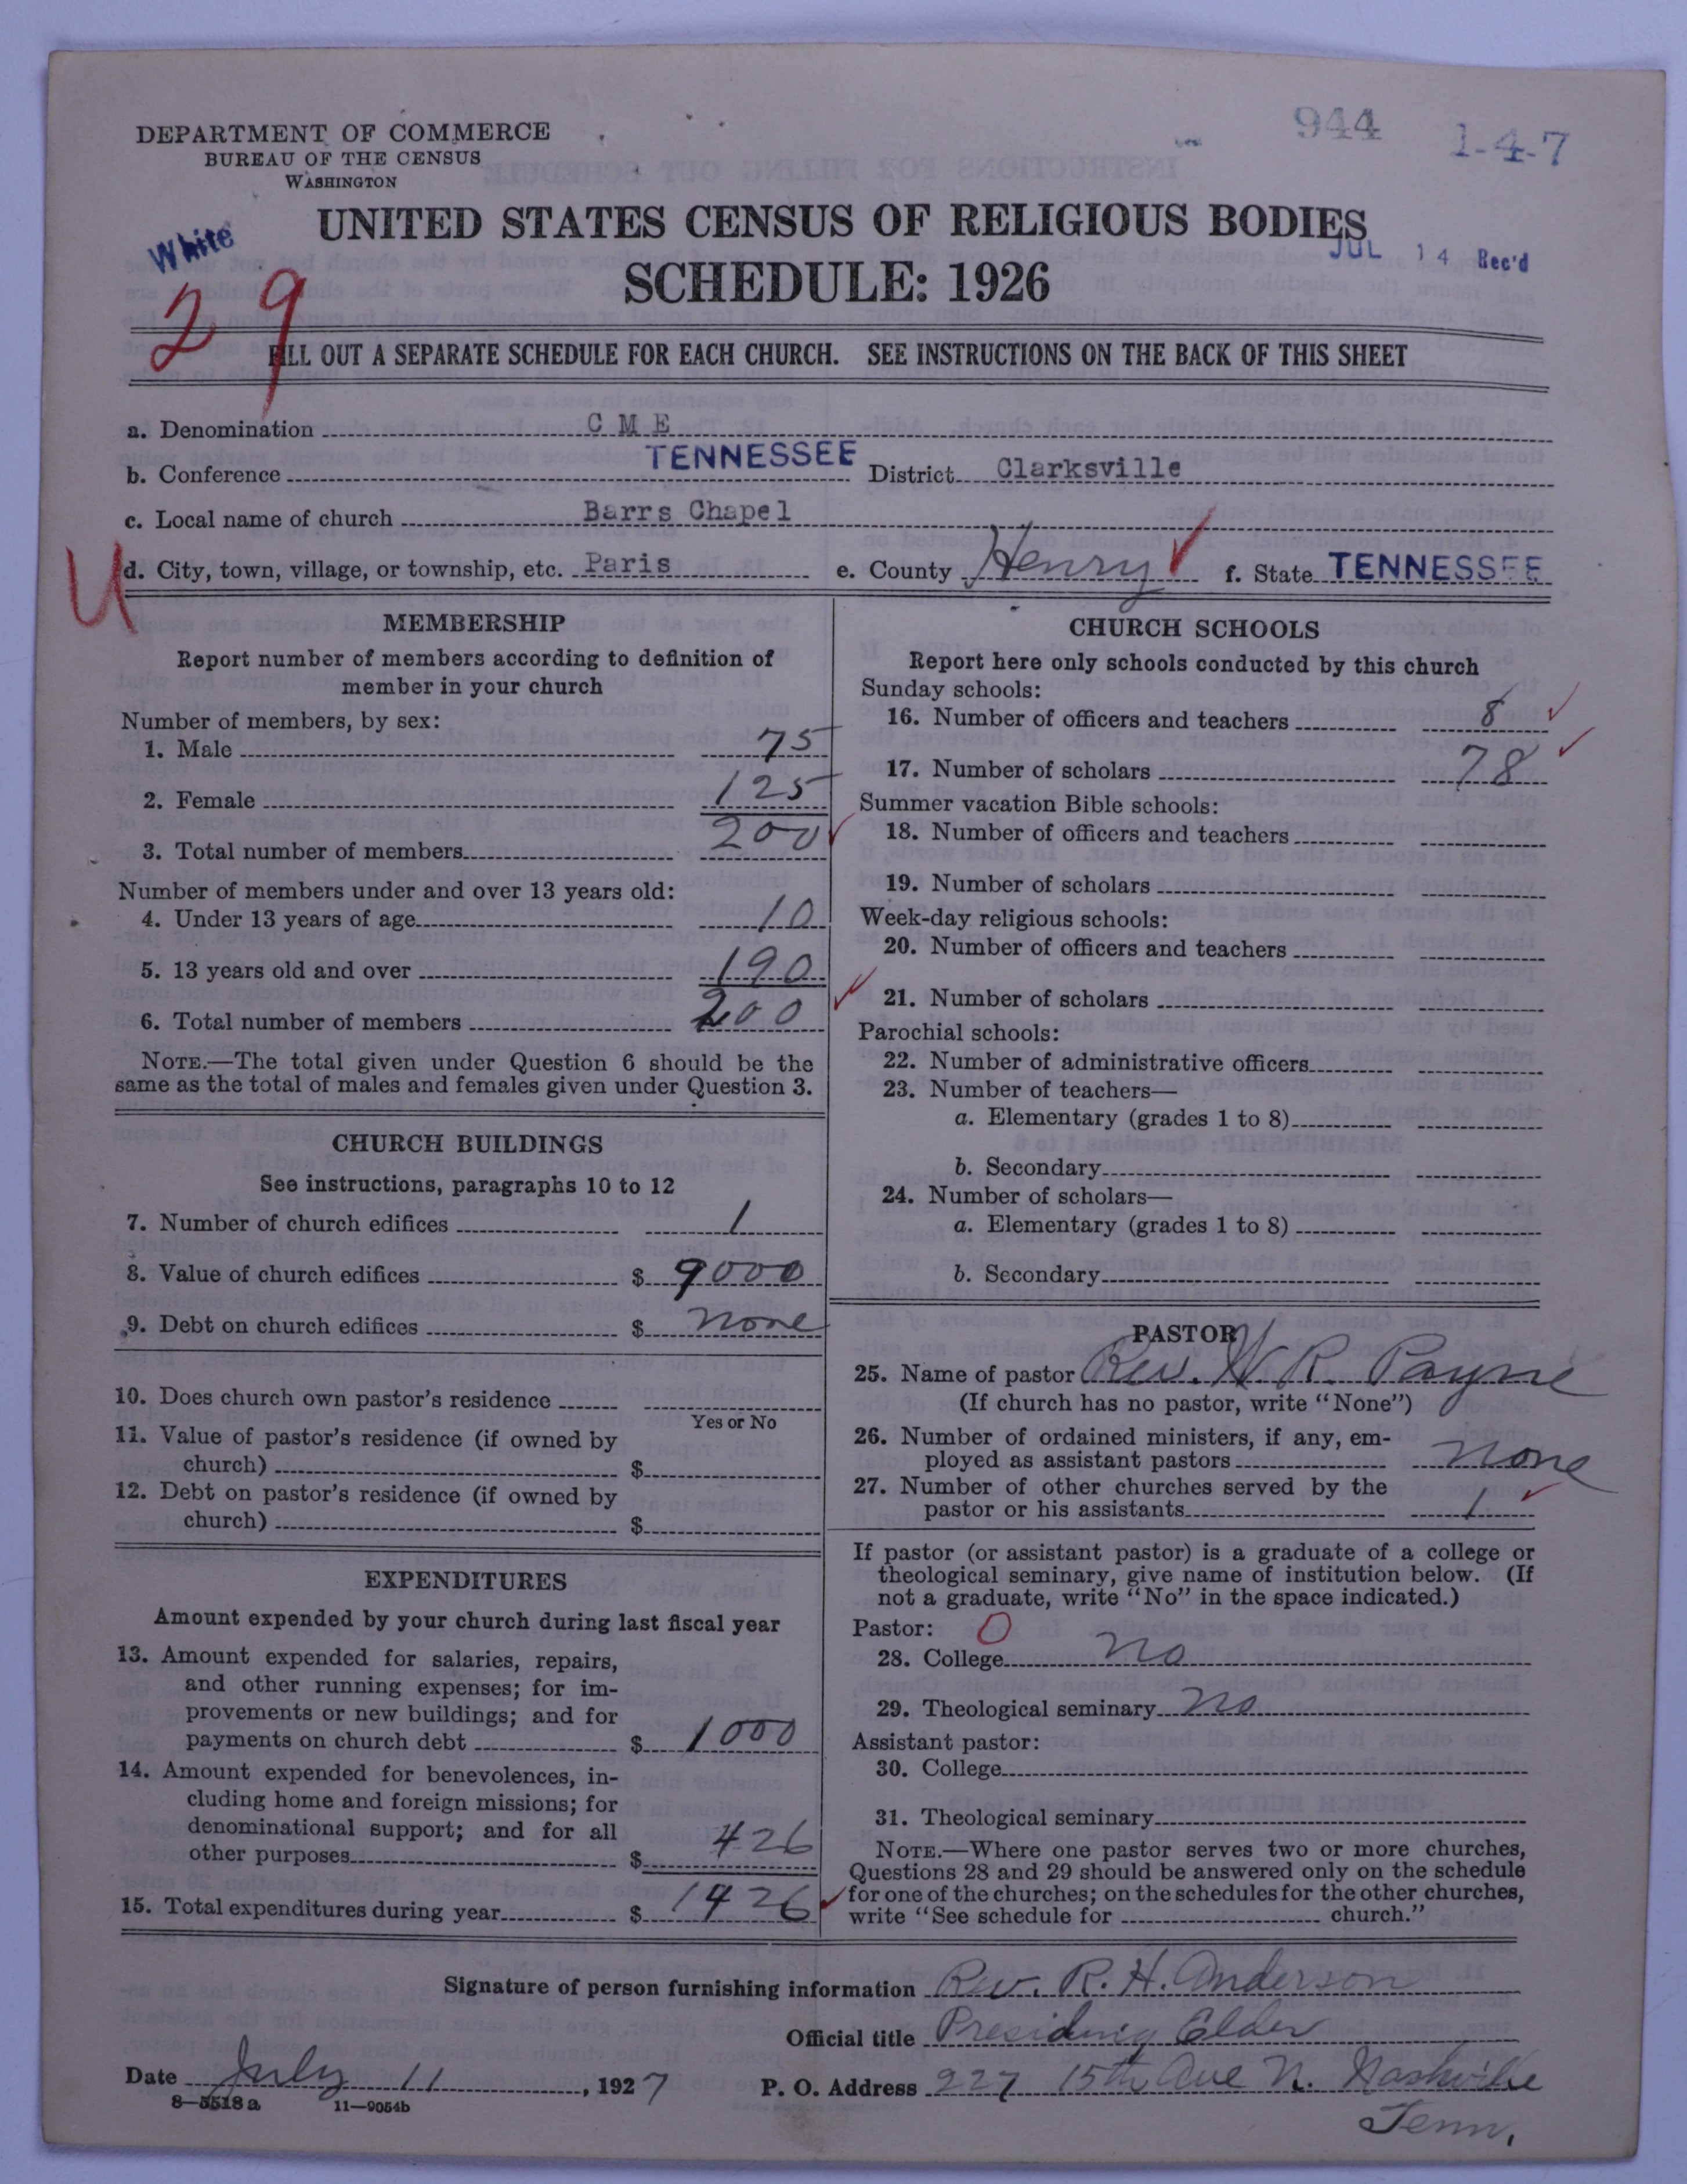 DEPARTMENT OF COMMERCE
BUREAU OF THE CENSUS
WASHINGTON
944
1-4-7
UNITED STATES CENSUS OF RELIGIOUS BODIES
White
JUL 14 Rec'd
SCHEDULE: 1926
29
FILL OUT A SEPARATE SCHEDULE FOR EACH CHURCH. SEE INSTRUCTIONS ON THE BACK OF THIS SHEET
a. Denomination C M E
b. Conference TENNESSEE District Clarksville
c. Local name of church Barrs Chapel
U
d. City, town, village, or township, etc. Paris e. County Henry f. State TENNESSEE
MEMBERSHIP
Report number of members according to definition of
member in your church
Number of members, by sex:
1. Male 75
2. Female 125
3. Total number of members 200
Number of members under and over 13 years old:
4. Under 13 years of age 10
5. 13 years old and over 190
6. Total number of members 200
NOTE.—The total given under Question 6 should be the
same as the total of males and females given under Question 3.
CHURCH BUILDINGS
See instructions, paragraphs 10 to 12
7. Number of church edifices 1
8. Value of church edifices $ 9000
9. Debt on church edifices $ none
10. Does church own pastor's residence
Yes or No
11. Value of pastor's residence (if owned by
church) $
12. Debt on pastor's residence (if owned by
church) $
EXPENDITURES
Amount expended by your church during last fiscal year
13. Amount expended for salaries, repairs,
and other running expenses; for im-
provements or new buildings; and for
payments on church debt $ 1000
14. Amount expended for benevolences, in-
cluding home and foreign missions; for
denominational support; and for all
other purposes $ 426
15. Total expenditures during year $ 1426
CHURCH SCHOOLS
Report here only schools conducted by this church
Sunday schools:
16. Number of officers and teachers 8
17. Number of scholars 78
Summer vacation Bible schools:
18. Number of officers and teachers
19. Number of scholars
Week-day religious schools:
20. Number of officers and teachers
21. Number of scholars
Parochial schools:
22. Number of administrative officers
23. Number of teachers—
a. Elementary (grades 1 to 8)
b. Secondary
24. Number of scholars—
a. Elementary (grades 1 to 8)
b. Secondary
PASTOR
25. Name of pastor Rev. W. R. Payne
(If church has no pastor, write "None")
26. Number of ordained ministers, if any, em-
ployed as assistant pastors none
27. Number of other churches served by the
pastor or his assistants 1
If pastor (or assistant pastor) is a graduate of a college or
theological seminary, give name of institution below. (If
not a graduate, write "No" in the space indicated.)
Pastor: 0
28. College no
29. Theological seminary no
Assistant pastor:
30. College
31. Theological seminary
NOTE.—Where one pastor serves two or more churches,
Questions 28 and 29 should be answered only on the schedule
for one of the churches; on the schedules for the other churches,
write "See schedule for church."
Signature of person furnishing information Rev. R. H. Anderson
Official title Presiding Elder
Date July 11, 1927 P. O. Address 227 15th Ave N. Nashville
Tenn.
8—5518a 11—9054b